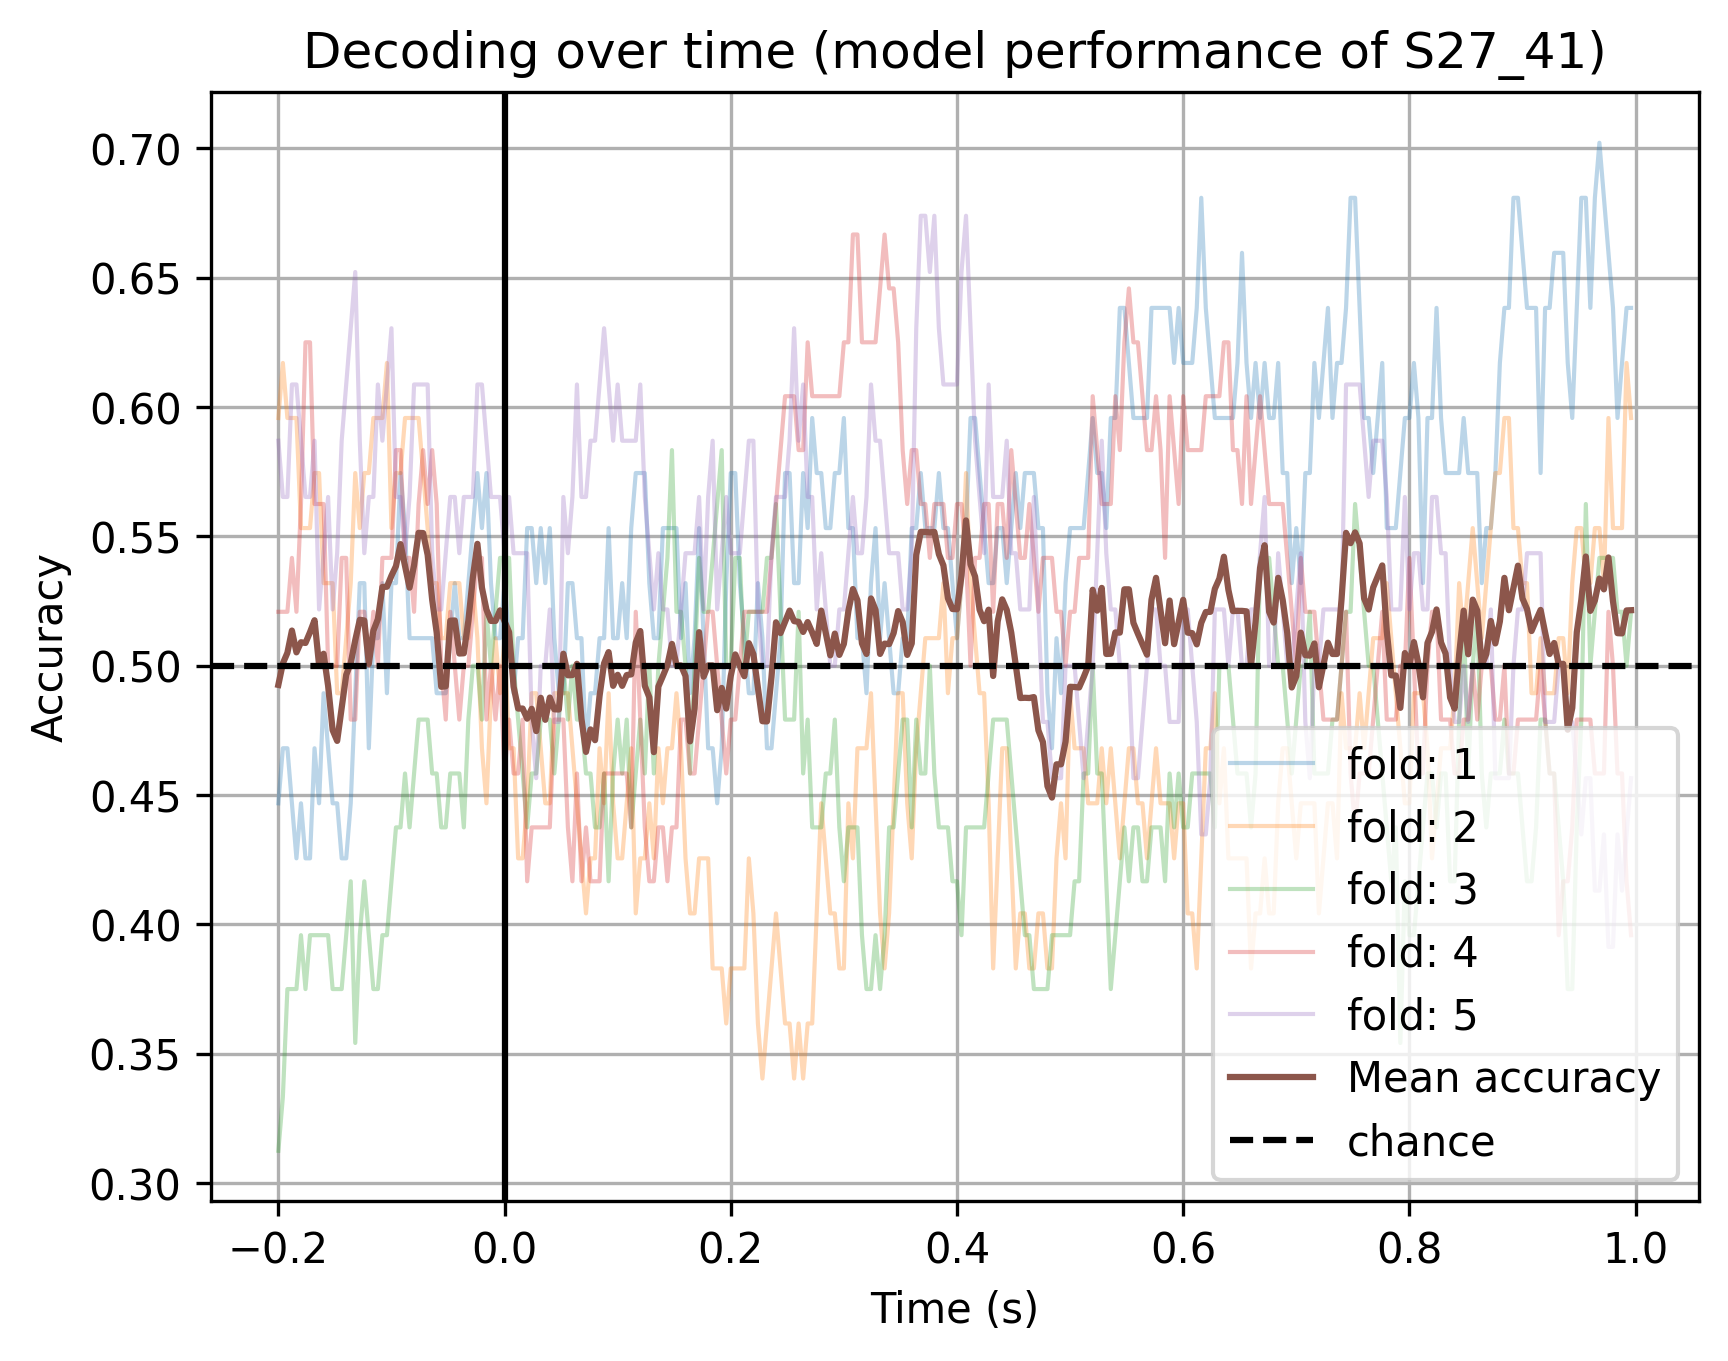 Decoding over time (model performance of S27_41)
Accuracy
0.70
0.65
0.60
0.55
0.50
0.45
0.40
0.35
0.30
−0.2
0.0
0.2
0.4
0.6
0.8
1.0
Time (s)
fold: 1
fold: 2
fold: 3
fold: 4
fold: 5
Mean accuracy
chance